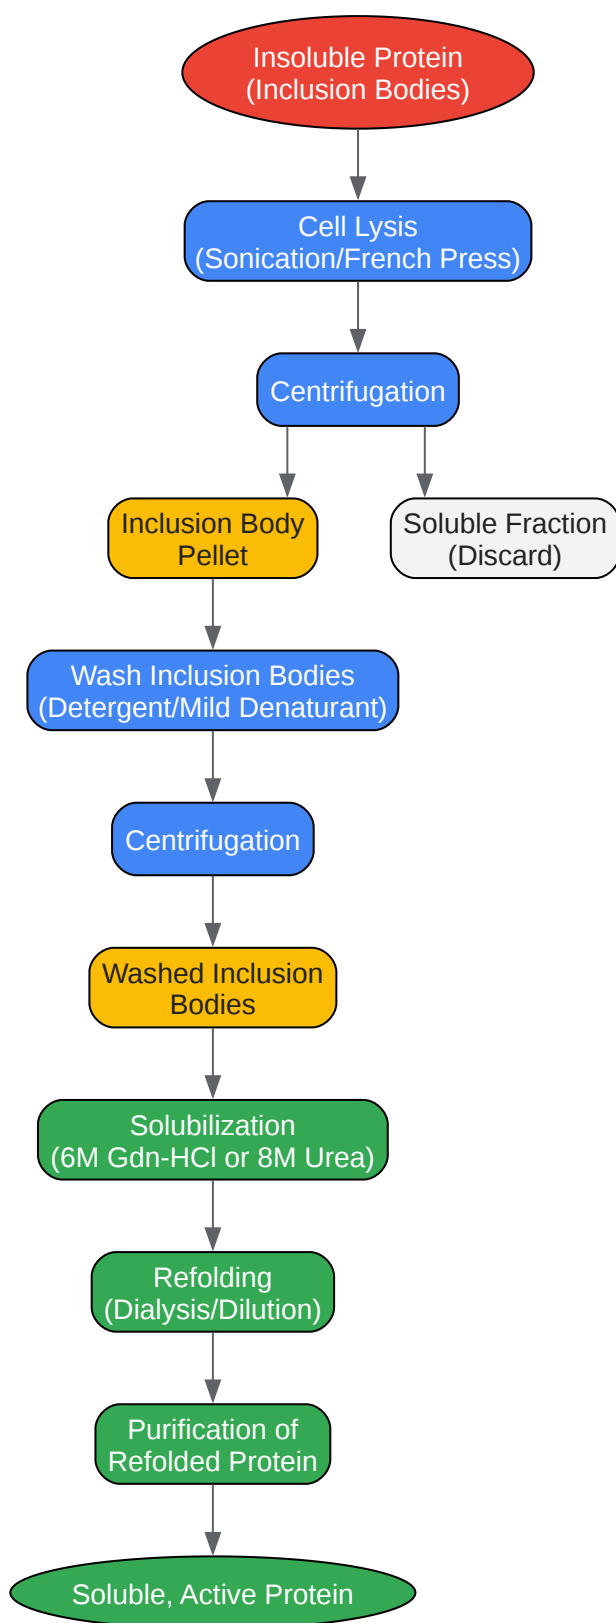 Insoluble Protein
(Inclusion Bodies)
Cell Lysis
(Sonication/French Press)
Centrifugation
Inclusion Body
Pellet
Soluble Fraction
(Discard)
Wash Inclusion Bodies
(Detergent/Mild Denaturant)
Centrifugation
Washed Inclusion
Bodies
Solubilization
(6M Gdn-HCl or 8M Urea)
Refolding
(Dialysis/Dilution)
Purification of
Refolded Protein
Soluble, Active Protein